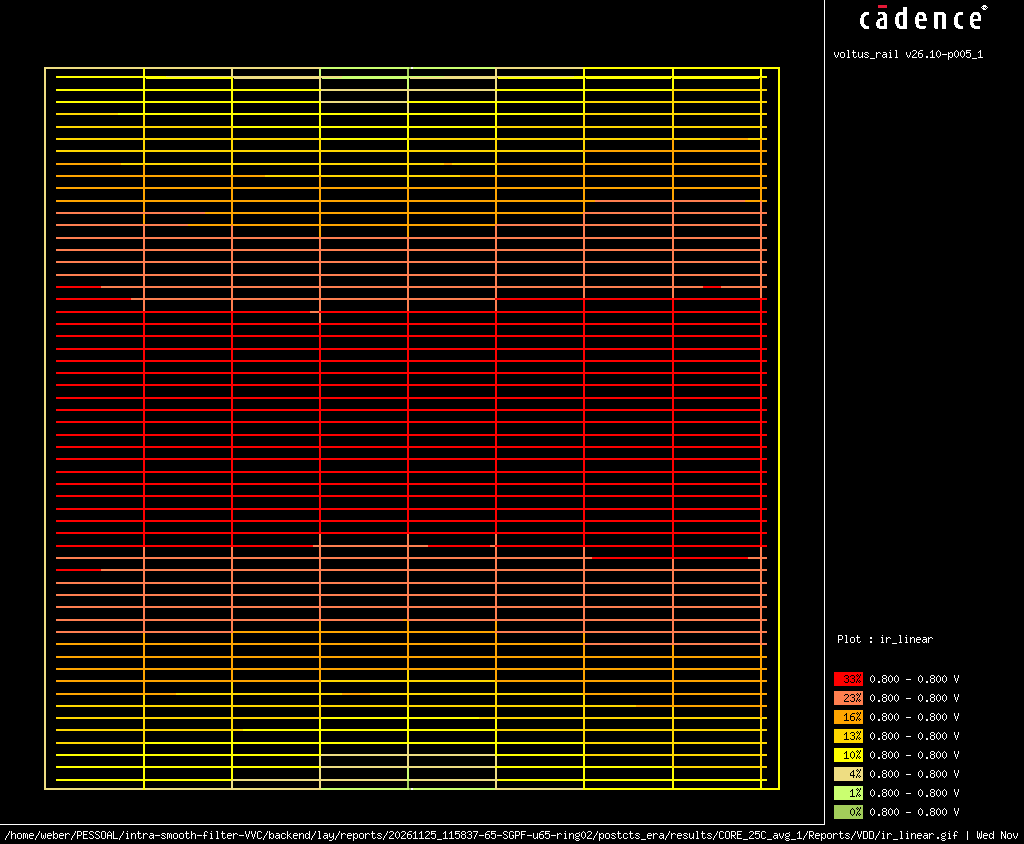 cādence®
voltus_rail v26.10-p005_1
Plot : ir_linear
33% 0.800 - 0.800 V
23% 0.800 - 0.800 V
16% 0.800 - 0.800 V
13% 0.800 - 0.800 V
10% 0.800 - 0.800 V
4% 0.800 - 0.800 V
1% 0.800 - 0.800 V
0% 0.800 - 0.800 V
/home/weber/PESSOAL/intra-smooth-filter-VVC/backend/lay/reports/20261125_115837-65-SGPF-u65-ring02/postcts_era/results/CORE_25C_avg_1/Reports/VDD/ir_linear.gif | Wed Nov